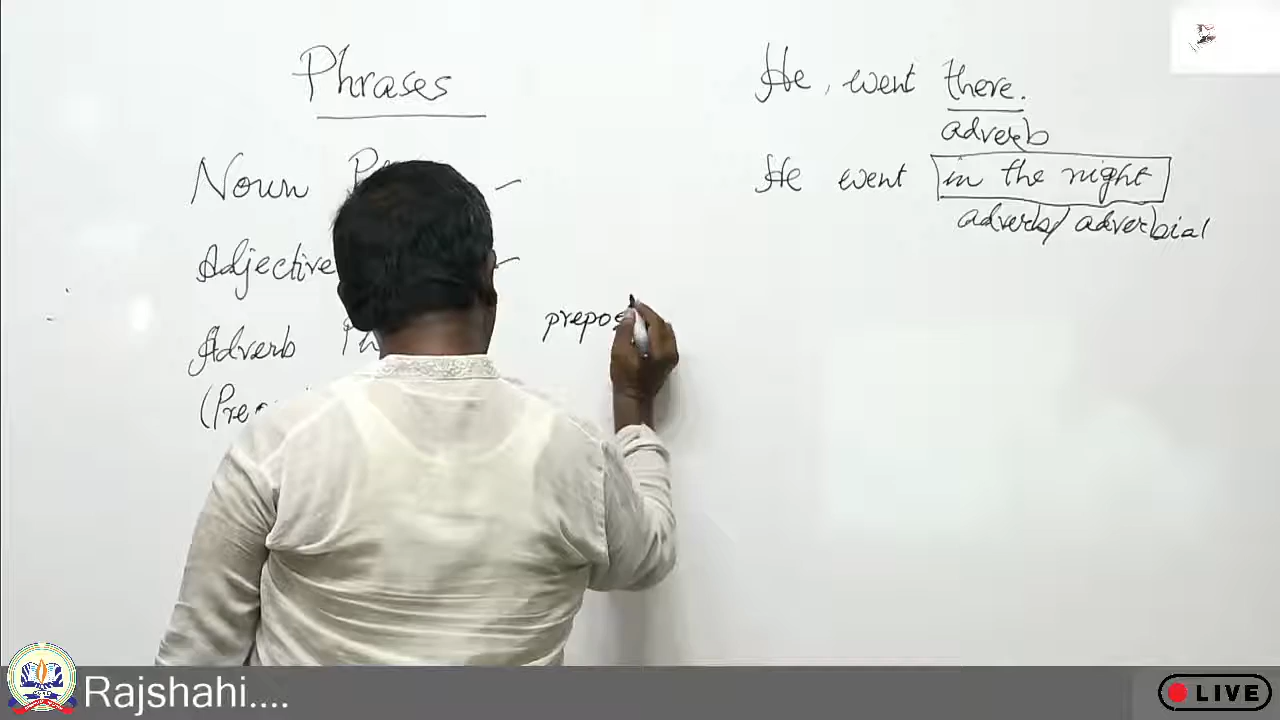 Phrases
Noun
Adjective
Adverb
He, went there.
adverb
He went in the night
adverb/ adverbial
Rajshahi....
LIVE